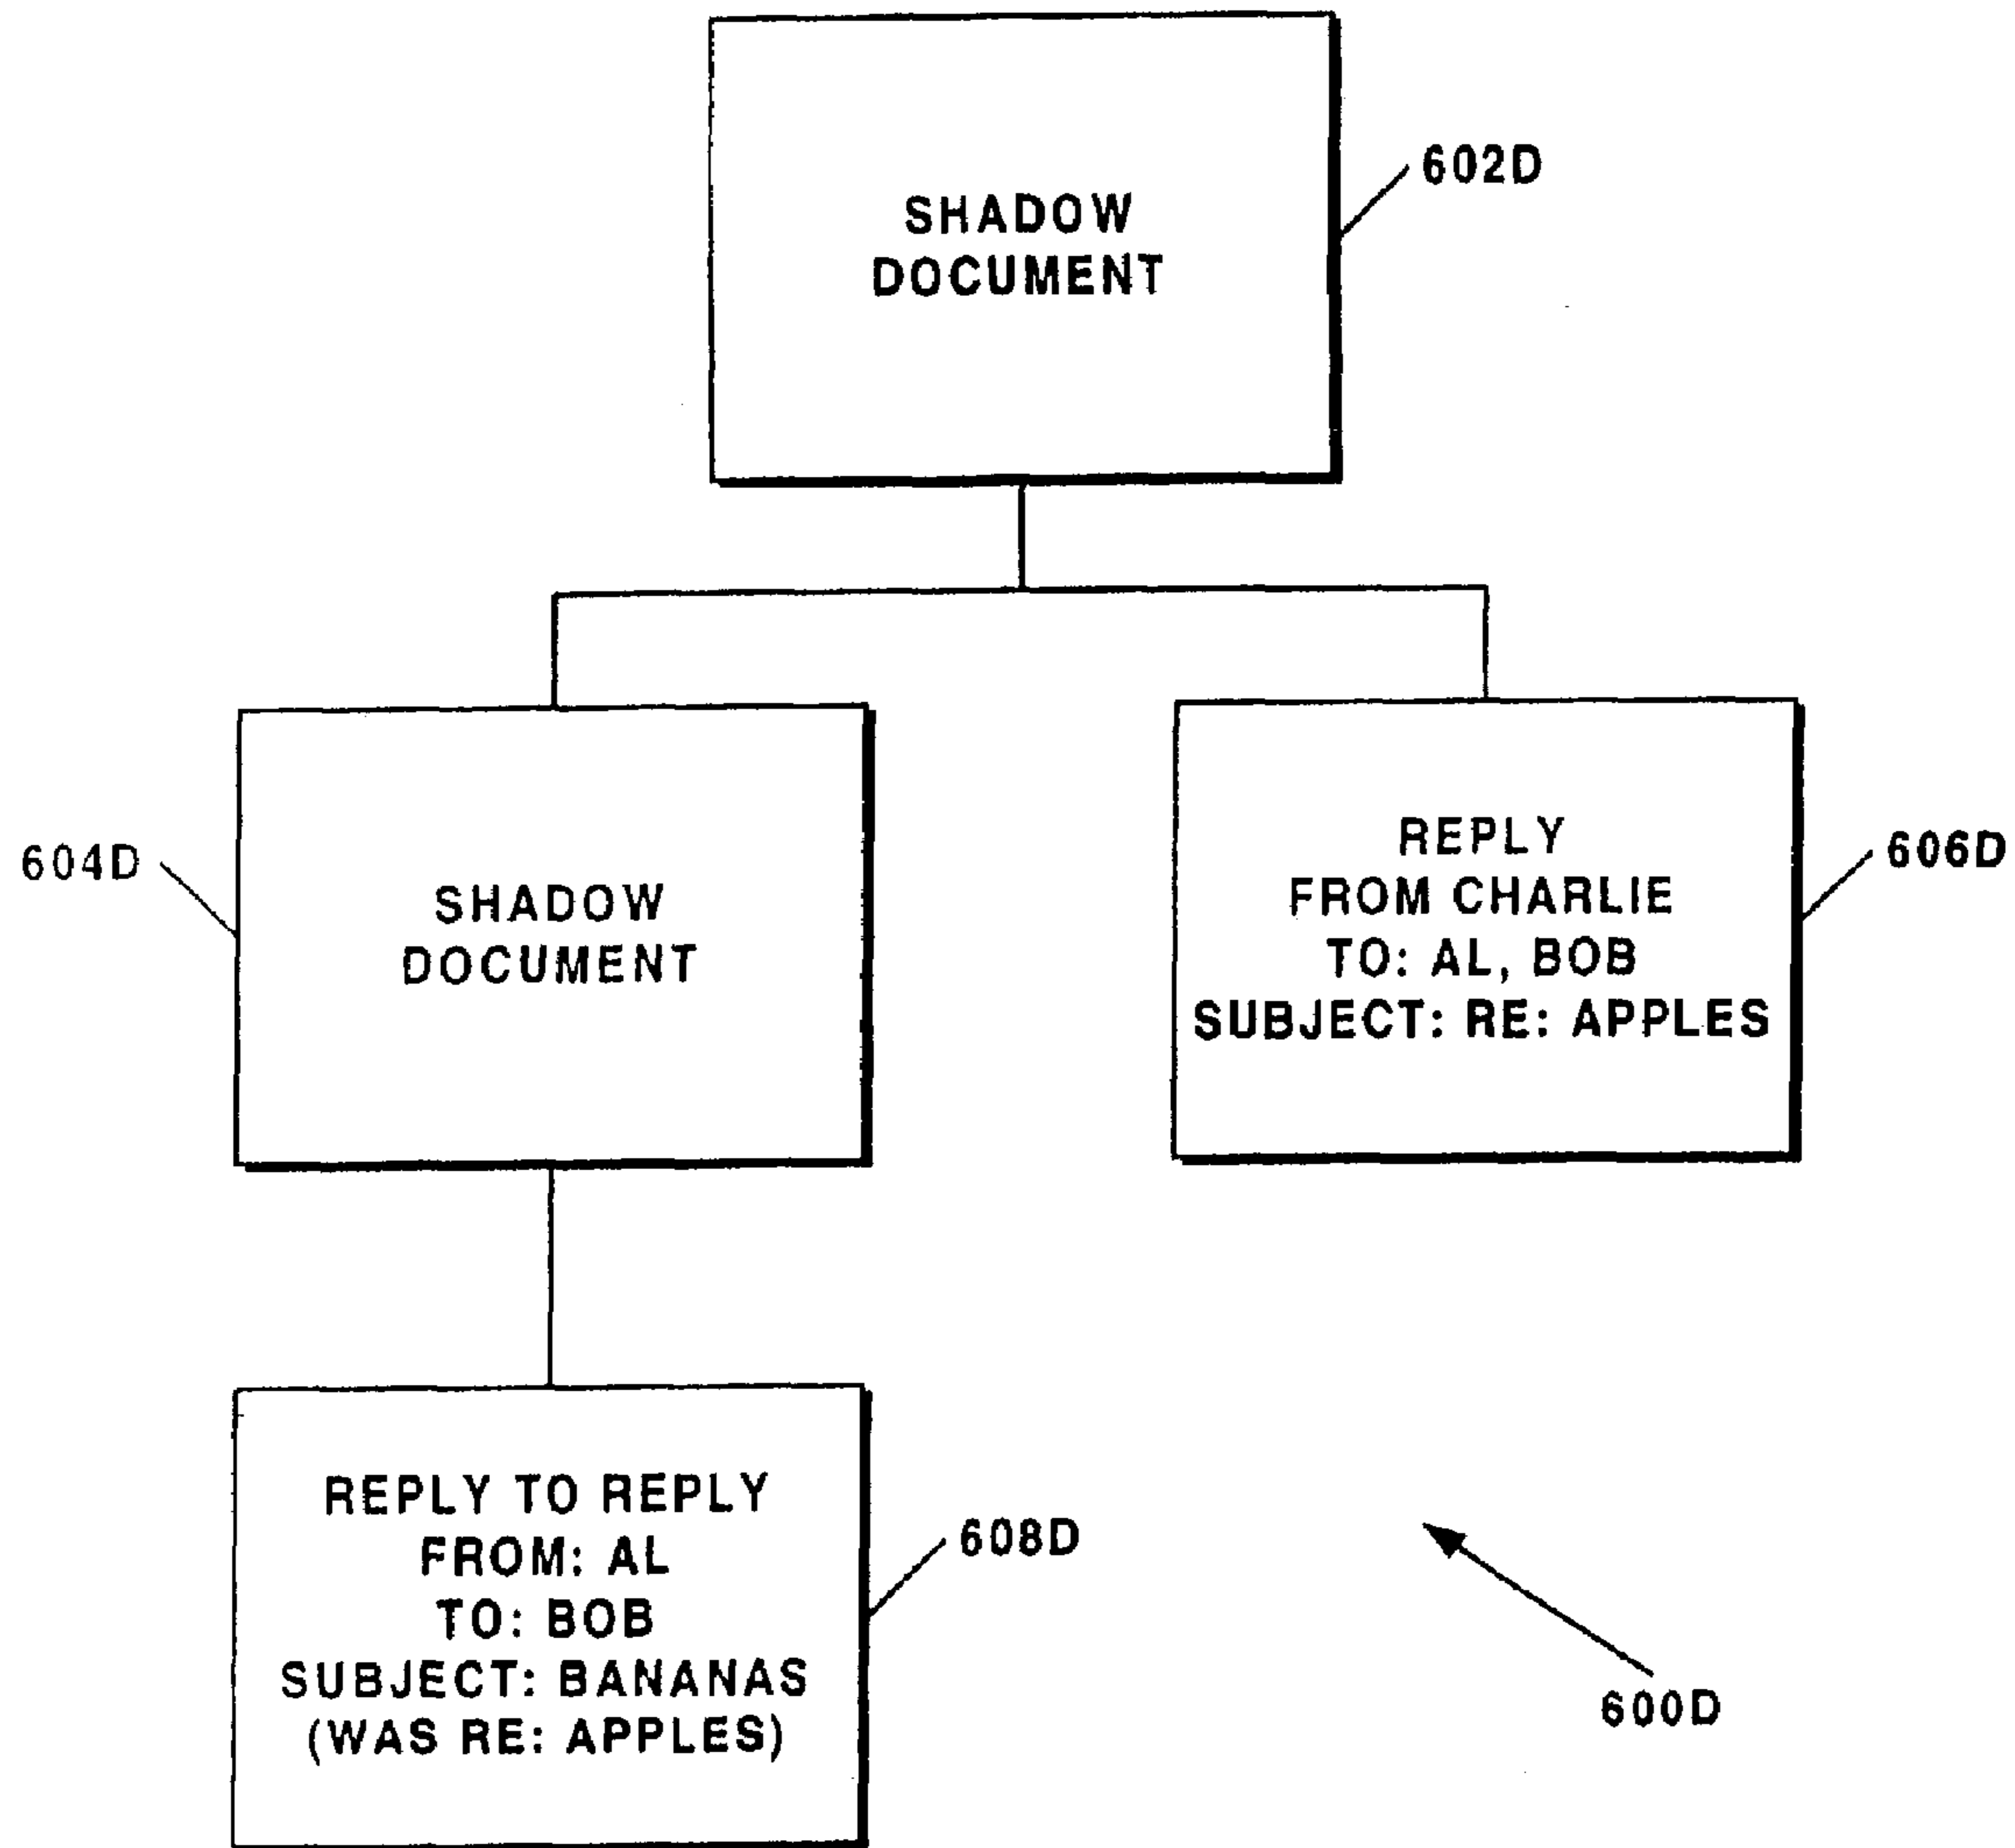 SHADOW
DOCUMENT
602D
604D
SHADOW
DOCUMENT
REPLY
FROM CHARLIE
TO: AL, BOB
SUBJECT: RE: APPLES
606D
REPLY TO REPLY
FROM: AL
TO: BOB
SUBJECT: BANANAS
(WAS RE: APPLES)
608D
600D